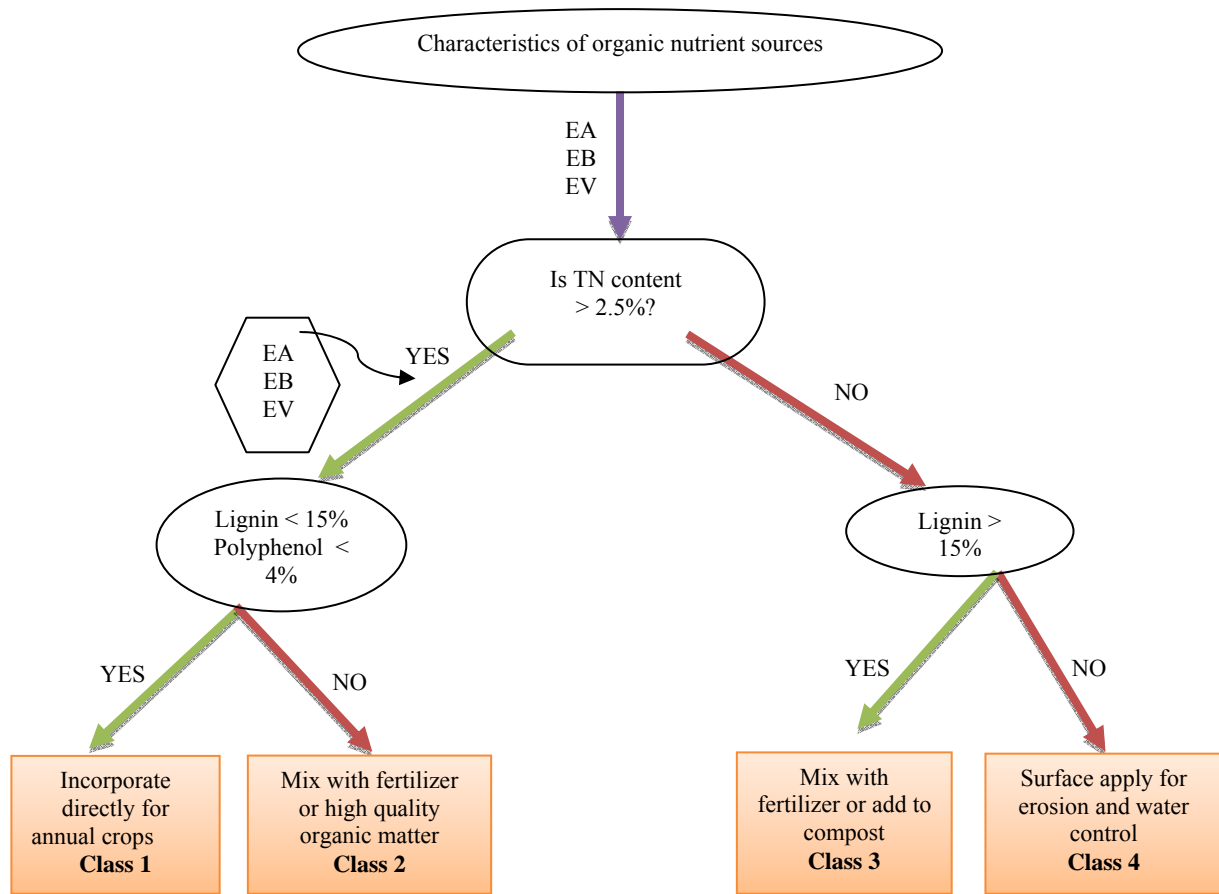 Characteristics of organic nutrient sources
EA
EB
EV
Is TN content
> 2.5%?
EA
EB
EV
YES
NO
Lignin < 15%
Polyphenol <
4%
Lignin >
15%
YES
NO
YES
NO
Incorporate
directly for
annual crops
Class 1
Mix with fertilizer
or high quality
organic matter
Class 2
Mix with
fertilizer or add to
compost
Class 3
Surface apply for
erosion and water
control
Class 4